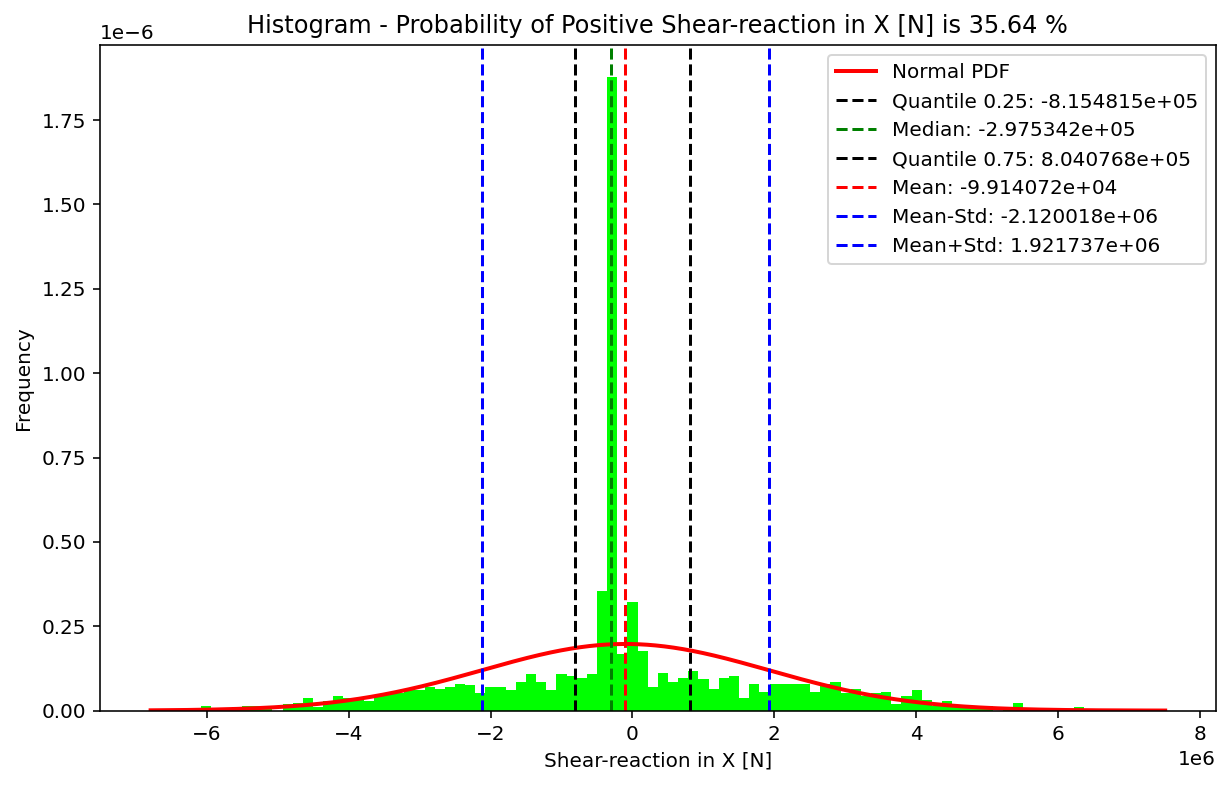 Histogram - Probability of Positive Shear-reaction in X [N] is 35.64 %
1e−6
Normal PDF
Quantile 0.25: -8.154815e+05
Median: -2.975342e+05
Quantile 0.75: 8.040768e+05
Mean: -9.914072e+04
Mean-Std: -2.120018e+06
Mean+Std: 1.921737e+06
1.75
1.50
1.25
1.00
0.75
0.50
0.25
0.00
Frequency
−6 −4 −2 0 2 4 6 8
Shear-reaction in X [N]
1e6